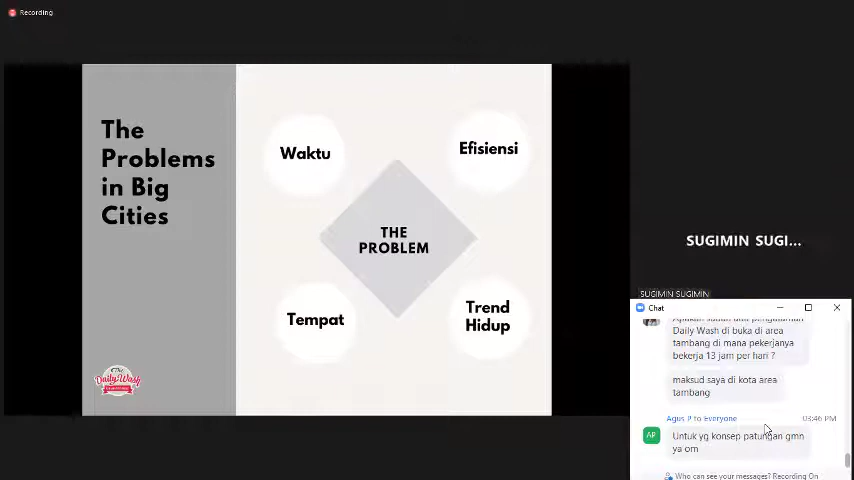 Recording
The
Problems
in Big
Cities
Waktu
Efisiensi
THE
PROBLEM
Tempat
Trend
Hidup
The
Daily Wash
SUGIMIN SUGI...
SUGIMIN SUGIMIN
Chat
Daily Wash di buka di area
tambang di mana pekerjanya
bekerja 13 jam per hari ?
maksud saya di kota area
tambang
Agus P to Everyone 03:46 PM
AP
Untuk yg konsep patungan gmn
ya om
Who can see your messages? Recording On